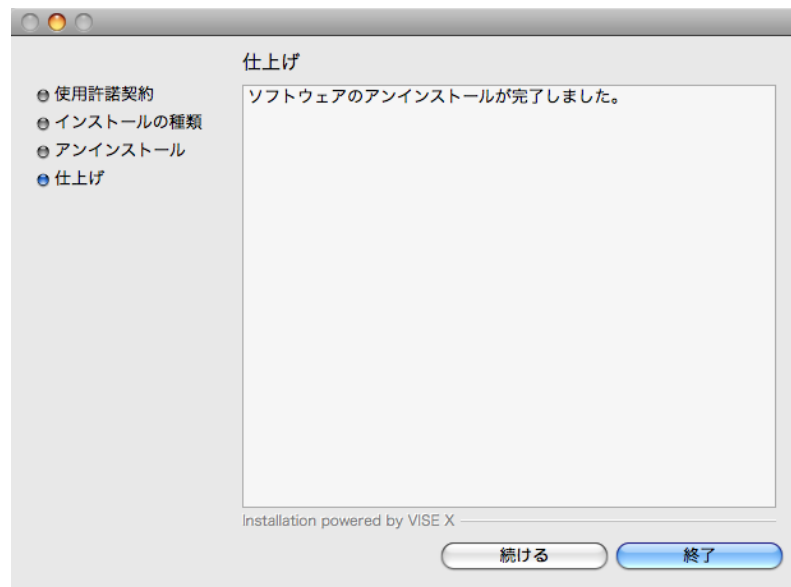 仕上げ
使用許諾契約
インストールの種類
アンインストール
仕上げ
ソフトウェアのアンインストールが完了しました。
Installation powered by VISE X
続ける
終了